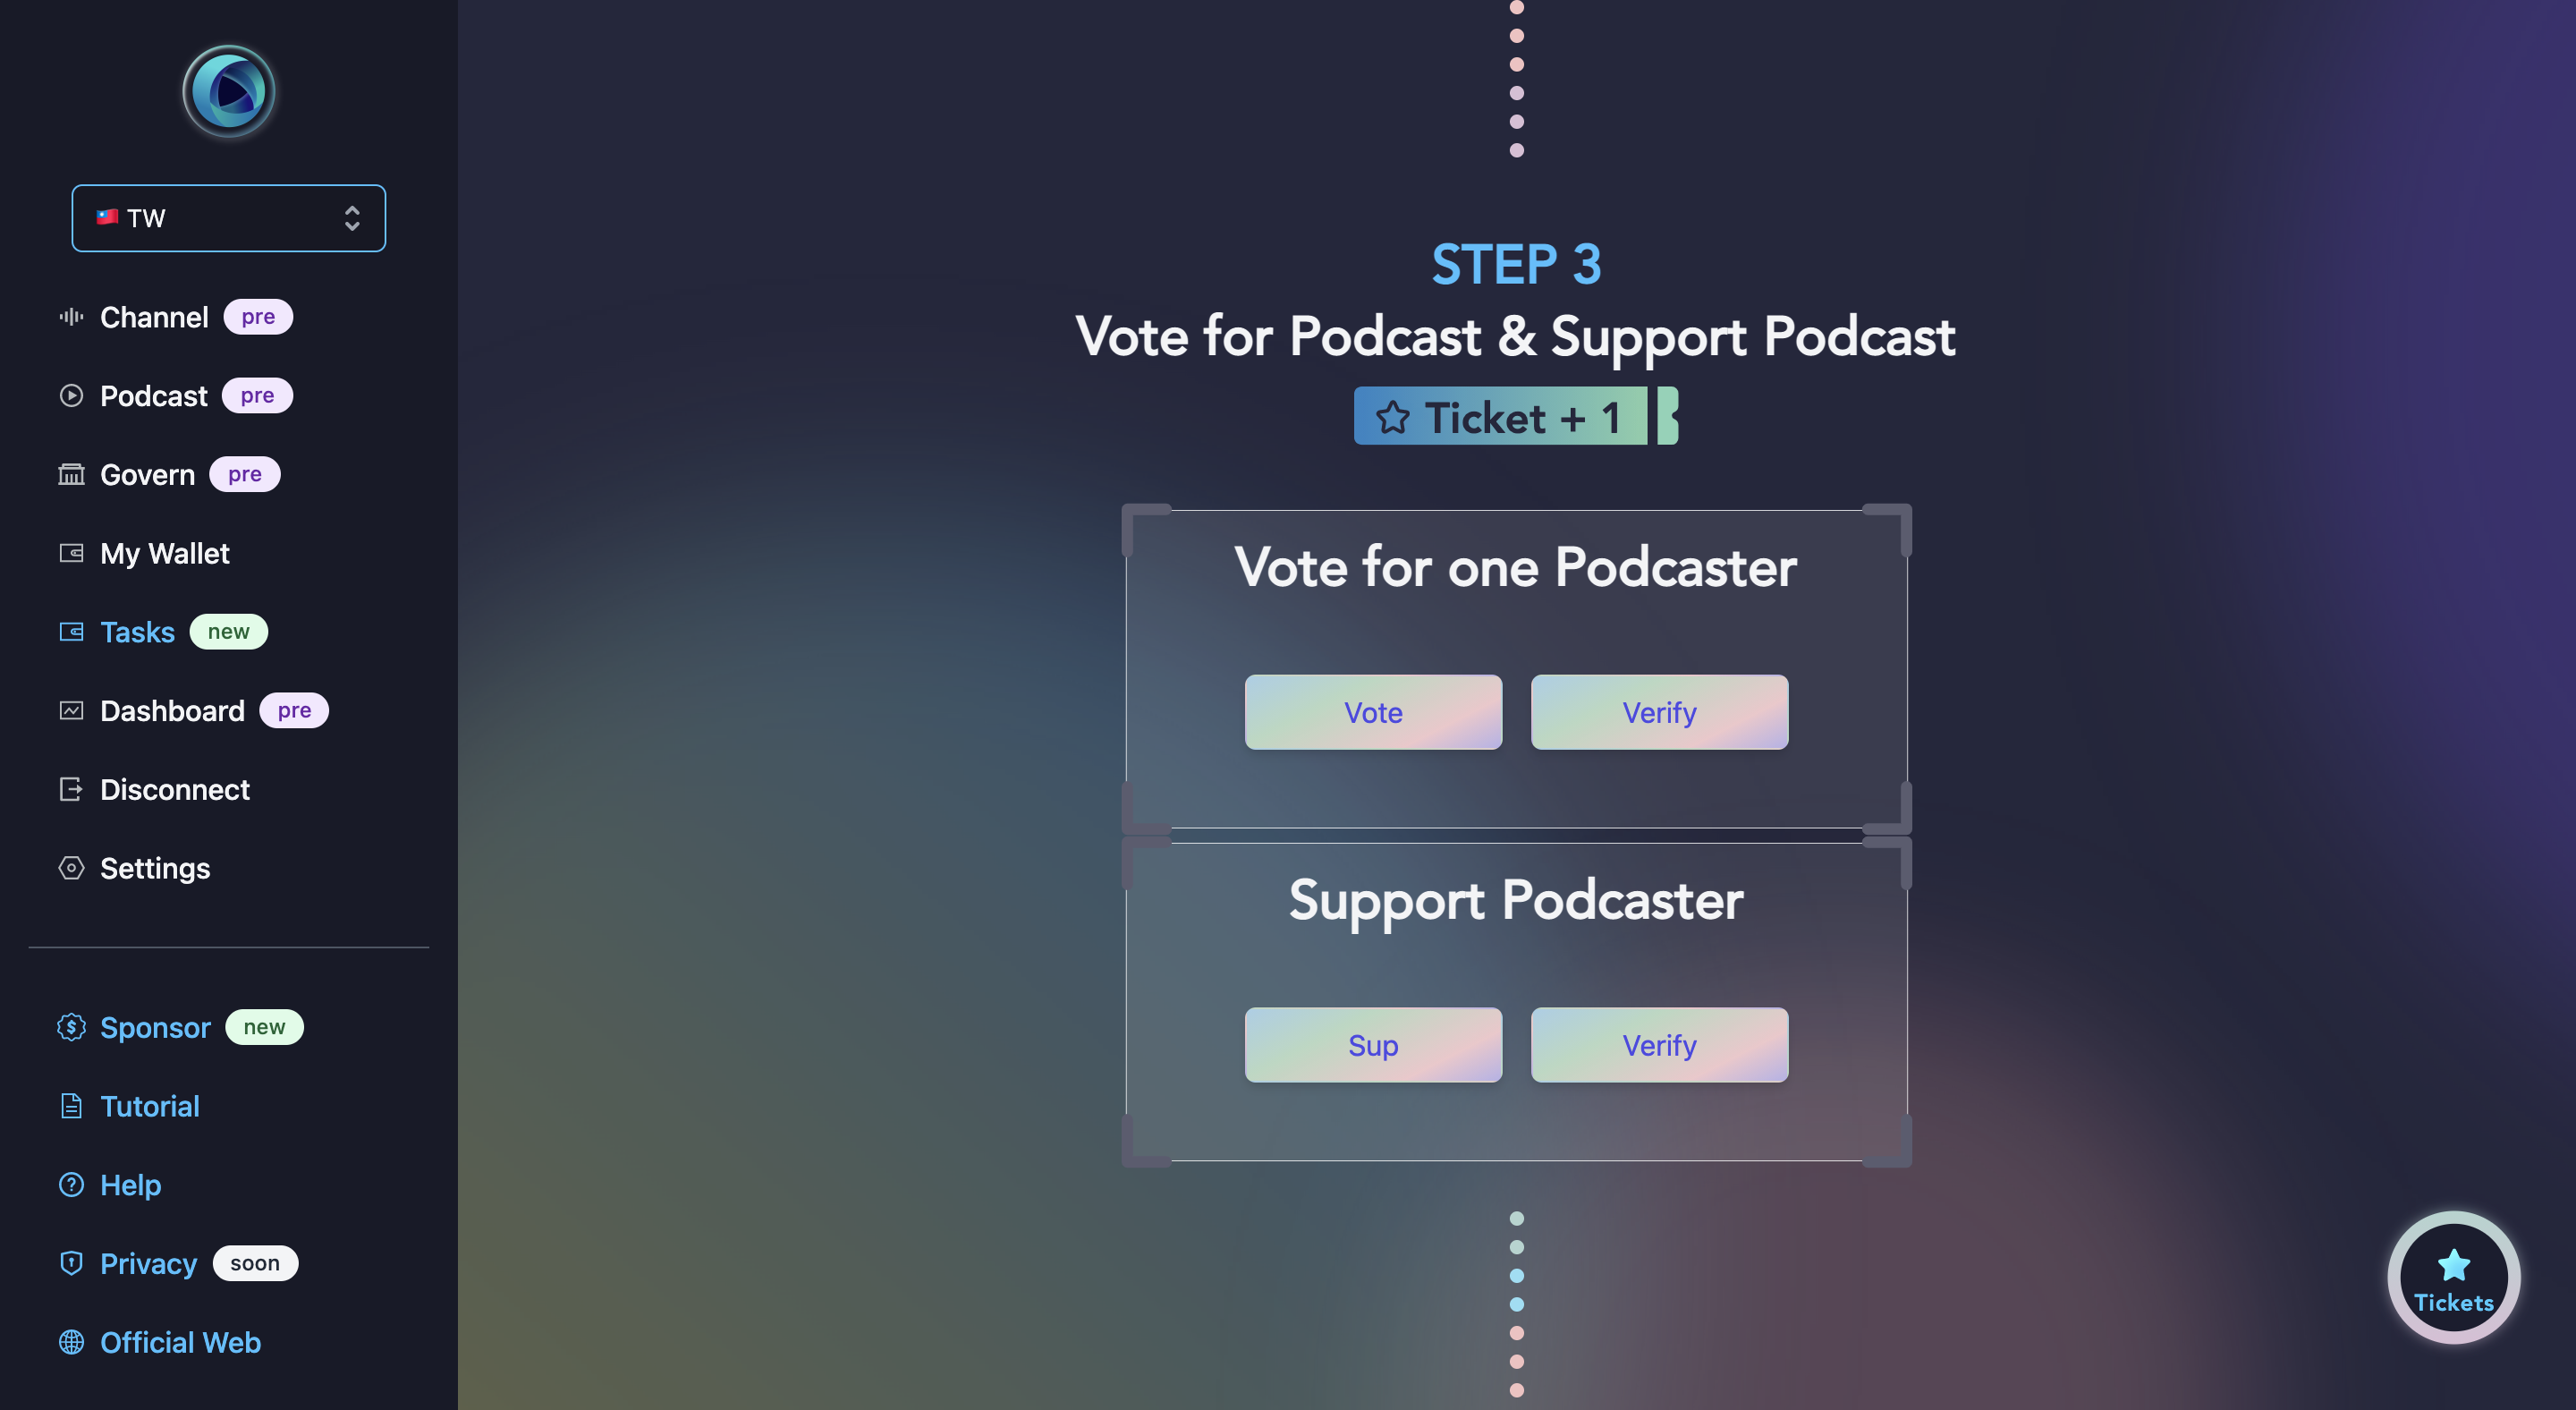 TW
Channel pre
Podcast pre
Govern pre
My Wallet
Tasks new
Dashboard pre
Disconnect
Settings
Sponsor new
Tutorial
Help
Privacy soon
Official Web
STEP 3
Vote for Podcast & Support Podcast
Ticket + 1
Vote for one Podcaster
Vote Verify
Support Podcaster
Sup Verify
Tickets